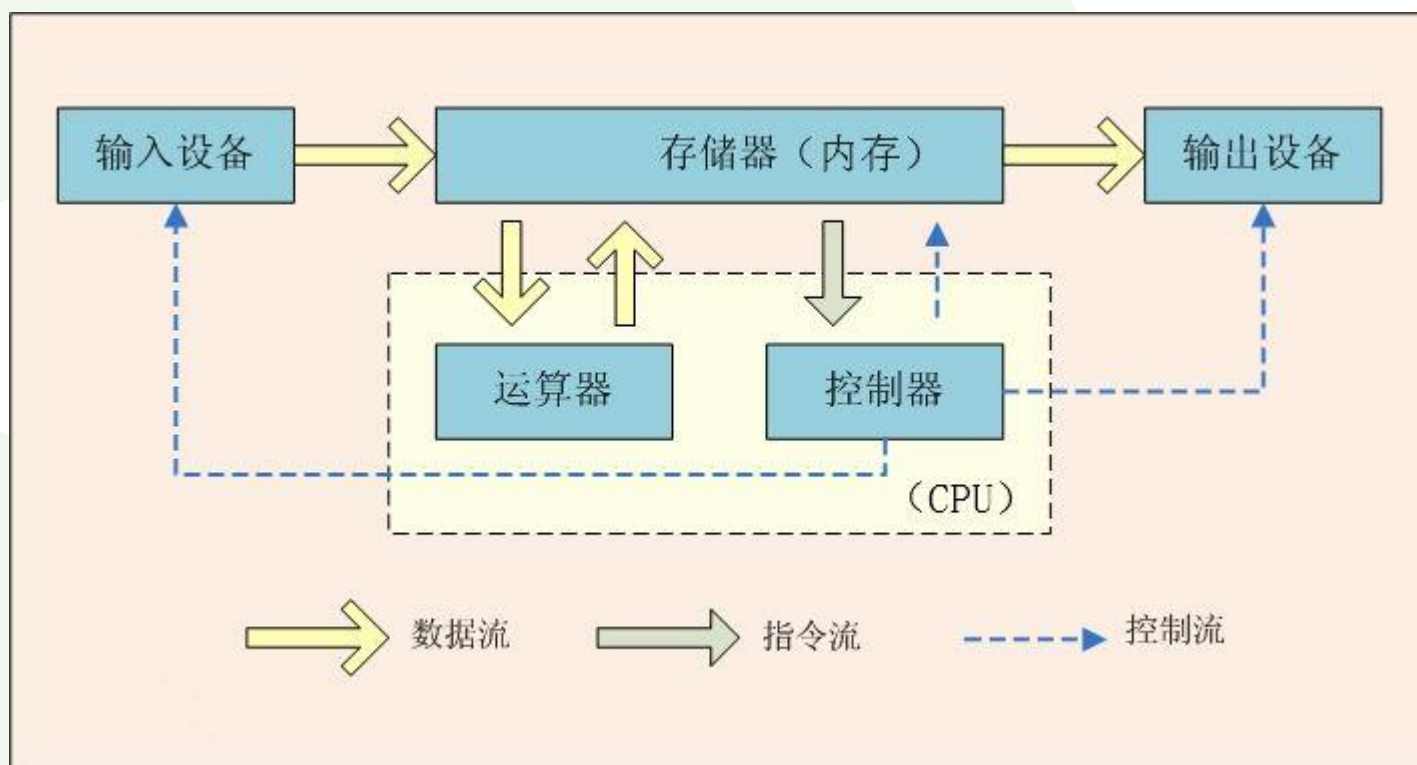 输入设备
存储器（内存）
输出设备
运算器
控制器
（CPU）
数据流
指令流
控制流